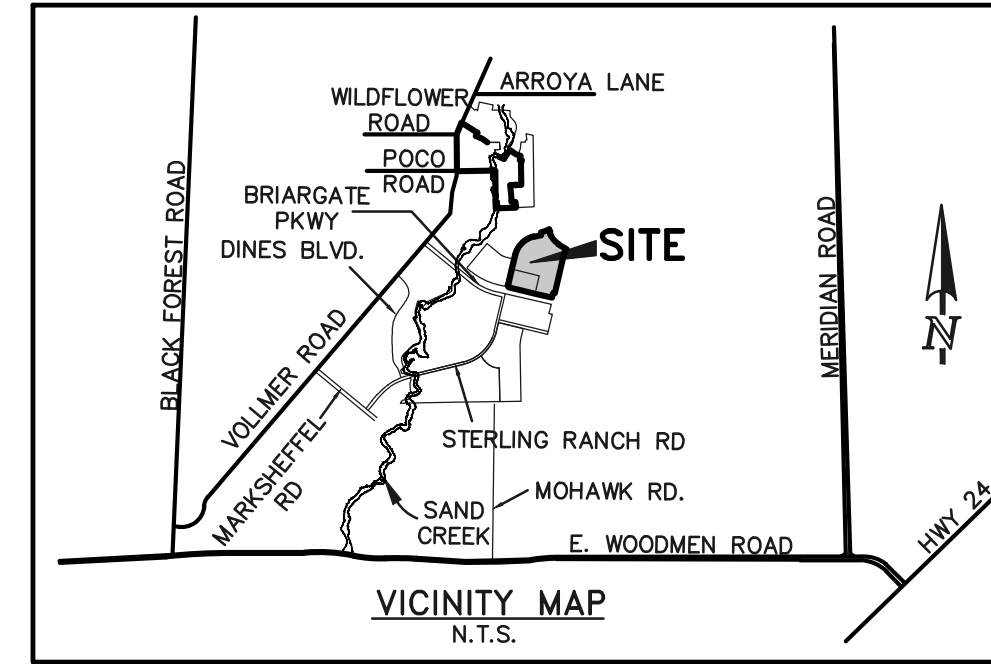 ARROYA LANE
WILDFLOWER
ROAD
POCO
ROAD
BRIARGATE
PKWY
DINES BLVD.
SITE
BLACK FOREST ROAD
MERIDIAN ROAD
N
VOLLMER ROAD
MARKSHEFFEL
RD
STERLING RANCH RD
MOHAWK RD.
SAND
CREEK
E. WOODMEN ROAD
HWY 24
VICINITY MAP
N.T.S.